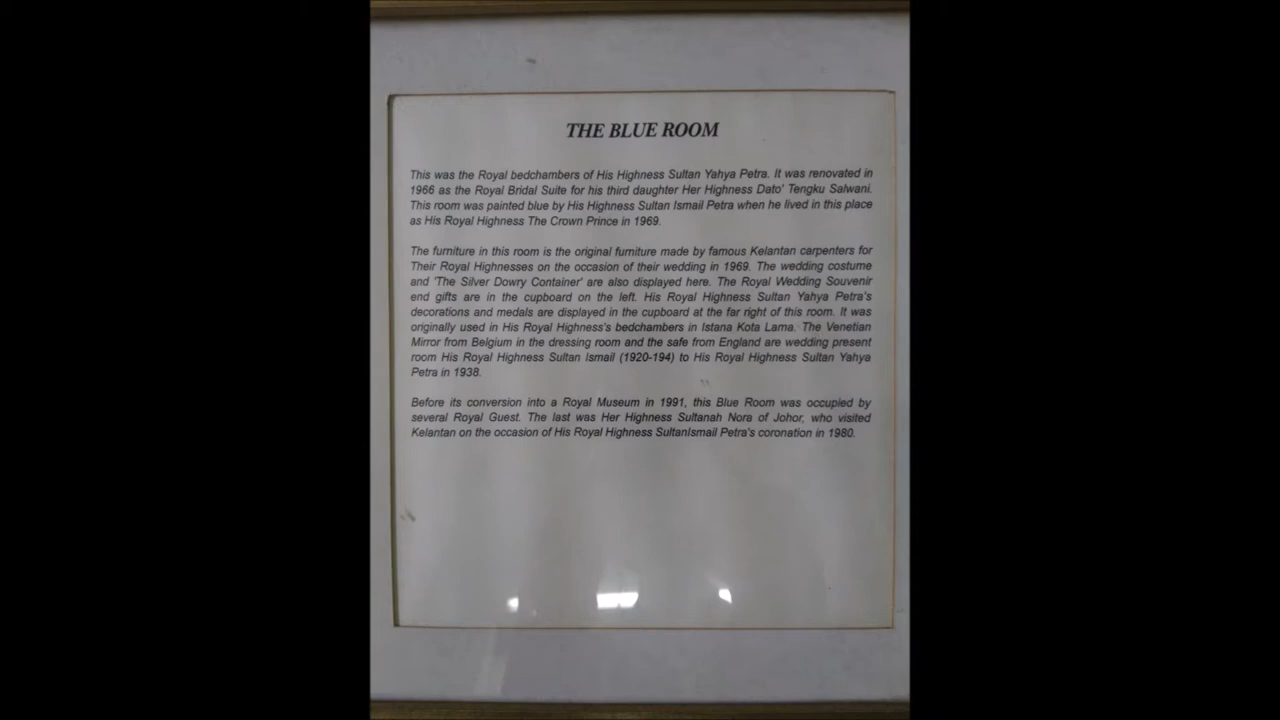 THE BLUE ROOM
This was the Royal bedchambers of His Highness Sultan Yahya Petra. It was renovated in
1966 as the Royal Bridal Suite for his third daughter Her Highness Dato' Tengku Salwani.
This room was painted blue by His Highness Sultan Ismail Petra when he lived in this place
as His Royal Highness The Crown Prince in 1969.
The furniture in this room is the original furniture made by famous Kelantan carpenters for
Their Royal Highnesses on the occasion of their wedding in 1969. The wedding costume
and 'The Silver Dowry Container' are also displayed here. The Royal Wedding Souvenir
end gifts are in the cupboard on the left. His Royal Highness Sultan Yahya Petra's
decorations and medals are displayed in the cupboard at the far right of this room. It was
originally used in His Royal Highness's bedchambers in Istana Kota Lama. The Venetian
Mirror from Belgium in the dressing room and the safe from England are wedding present
room His Royal Highness Sultan Ismail (1920-194) to His Royal Highness Sultan Yahya
Petra in 1938.
Before its conversion into a Royal Museum in 1991, this Blue Room was occupied by
several Royal Guest. The last was Her Highness Sultanah Nora of Johor, who visited
Kelantan on the occasion of His Royal Highness SultanIsmail Petra's coronation in 1980.